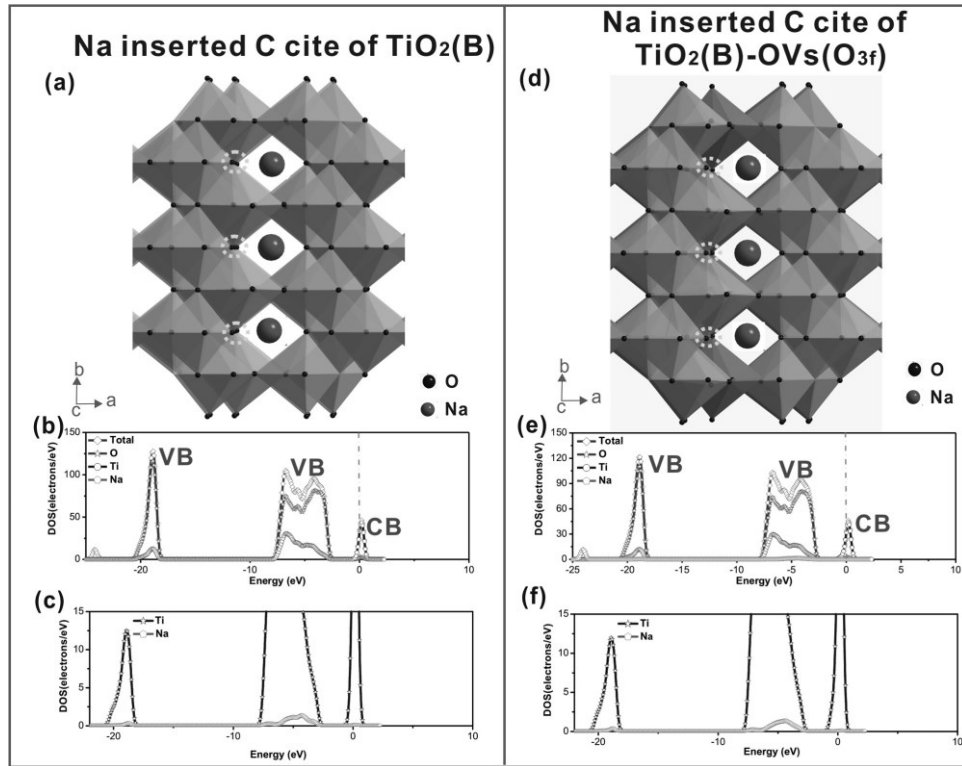 Na inserted C cite of TiO2(B)
(a)
b
c
a
O
Na
(b)
DOS(electrons/eV)
150
100
50
0
Total
O
Ti
Na
VB
VB
CB
-20
-10
0
10
Energy (eV)
(c)
DOS(electrons/eV)
15
10
5
0
Ti
Na
-20
-10
0
10
Energy (eV)
Na inserted C cite of
TiO2(B)-OVs(O3f)
(d)
b
c
a
O
Na
(e)
DOS(electrons/eV)
150
120
90
60
30
0
Total
O
Ti
Na
VB
VB
CB
-25
-20
-15
-10
-5
0
5
10
Energy (eV)
(f)
DOS(electrons/eV)
15
10
5
0
Ti
Na
-20
-10
0
10
Energy (eV)